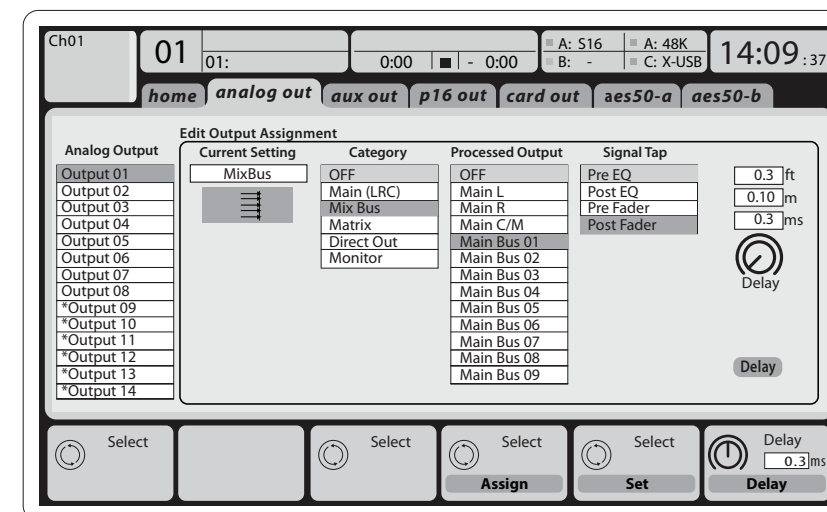 Ch01
01
01:
0:00 - 0:00
A: S16
B: -
A: 48K
C: X-USB
14:09 : 37
home analog out aux out p16 out card out aes50-a aes50-b
Edit Output Assignment
Analog Output
Output 01
Output 02
Output 03
Output 04
Output 05
Output 06
Output 07
Output 08
*Output 09
*Output 10
*Output 11
*Output 12
*Output 13
*Output 14
Current Setting
MixBus
Category
OFF
Main (LRC)
Mix Bus
Matrix
Direct Out
Monitor
Processed Output
OFF
Main L
Main R
Main C/M
Main Bus 01
Main Bus 02
Main Bus 03
Main Bus 04
Main Bus 05
Main Bus 06
Main Bus 07
Main Bus 08
Main Bus 09
Signal Tap
Pre EQ
Post EQ
Pre Fader
Post Fader
0.3 ft
0.10 m
0.3 ms
Delay
Delay
Select
Select
Select
Assign
Select
Set
Delay
0.3 ms
Delay